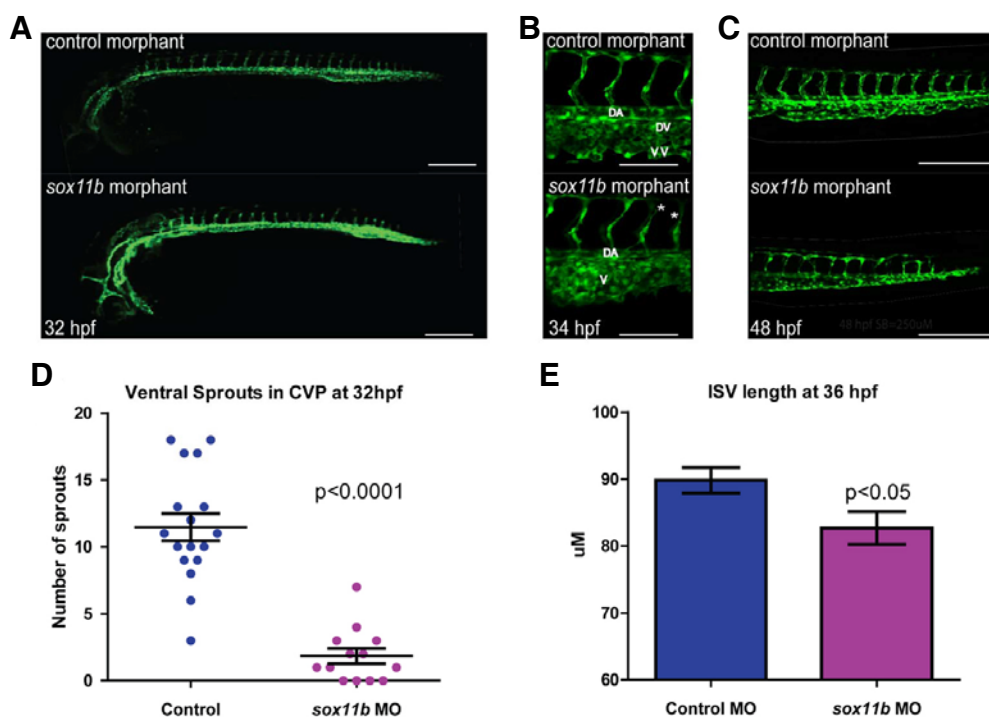 A
control morphant
sox11b morphant
32 hpf
B
control morphant
DA
DV
V V
sox11b morphant
* *
DA
V
34 hpf
C
control morphant
sox11b morphant
48 hpf
48 hpf SB=250µM
D
Ventral Sprouts in CVP at 32hpf
Number of sprouts
20
15
10
5
0
p<0.0001
Control
sox11b MO
E
ISV length at 36 hpf
uM
100
90
80
70
60
p<0.05
Control MO
sox11b MO